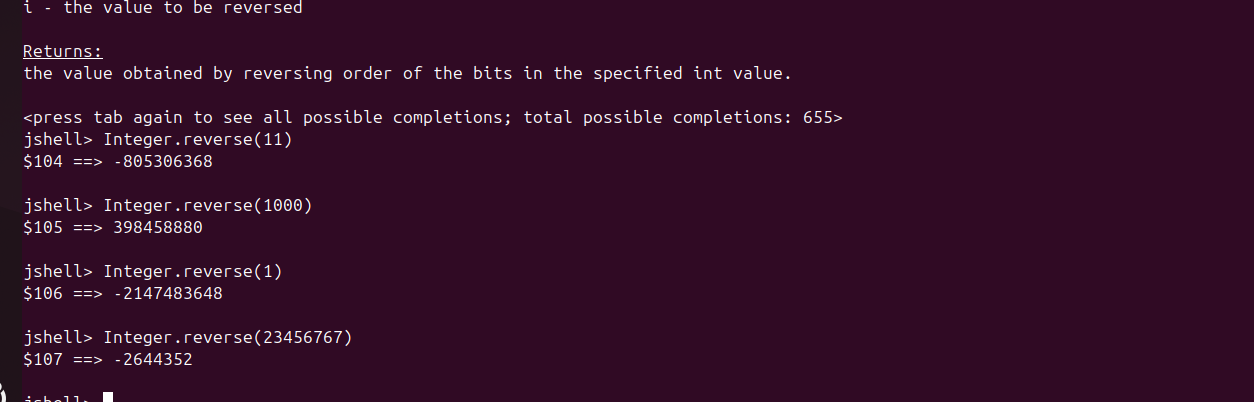 i - the value to be reversed
Returns:
the value obtained by reversing order of the bits in the specified int value.
<press tab again to see all possible completions; total possible completions: 655>
jshell> Integer.reverse(11)
$104 ==> -805306368
jshell> Integer.reverse(1000)
$105 ==> 398458880
jshell> Integer.reverse(1)
$106 ==> -2147483648
jshell> Integer.reverse(23456767)
$107 ==> -2644352
jshell>